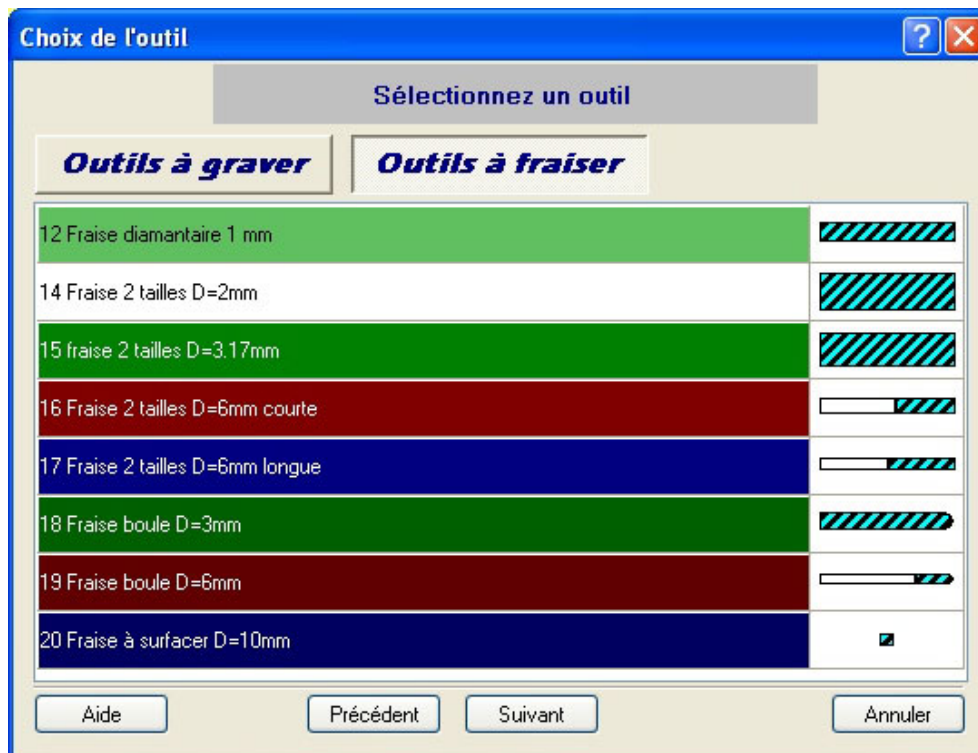 Choix de l'outil
Sélectionnez un outil
Outils à graver
Outils à fraiser
12 Fraise diamantaire 1 mm
14 Fraise 2 tailles D=2mm
15 fraise 2 tailles D=3.17mm
16 Fraise 2 tailles D=6mm courte
17 Fraise 2 tailles D=6mm longue
18 Fraise boule D=3mm
19 Fraise boule D=6mm
20 Fraise à surfacer D=10mm
Aide
Précédent
Suivant
Annuler